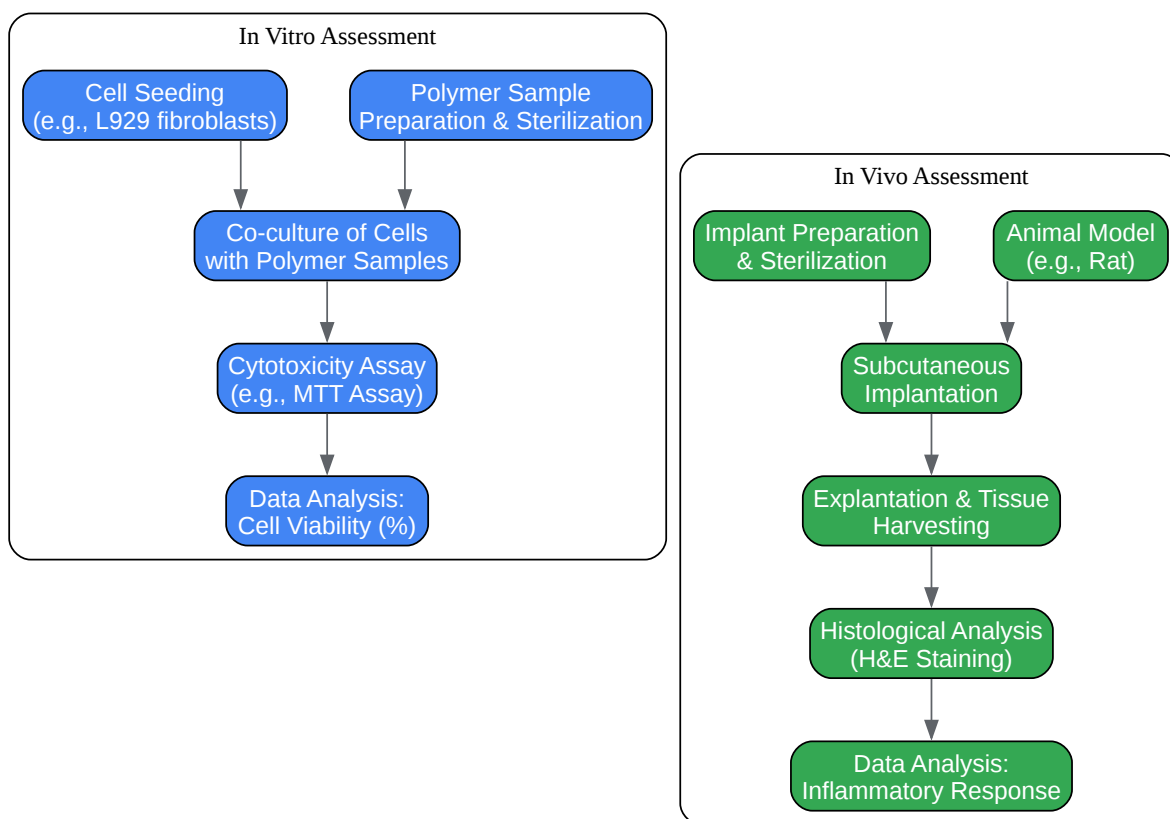 In Vitro Assessment
Cell Seeding
(e.g., L929 fibroblasts)
Polymer Sample
Preparation & Sterilization
Co-culture of Cells
with Polymer Samples
Cytotoxicity Assay
(e.g., MTT Assay)
Data Analysis:
Cell Viability (%)
In Vivo Assessment
Implant Preparation
& Sterilization
Animal Model
(e.g., Rat)
Subcutaneous
Implantation
Explantation & Tissue
Harvesting
Histological Analysis
(H&E Staining)
Data Analysis:
Inflammatory Response